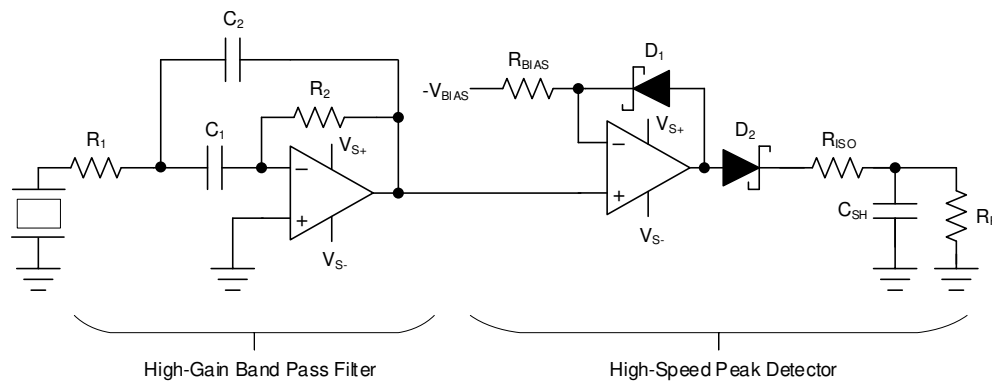 C2
R2
R1
C1
VS+
VS-
-VBIAS
RBIAS
D1
VS+
VS-
D2
RISO
CSH
High-Gain Band Pass Filter
High-Speed Peak Detector